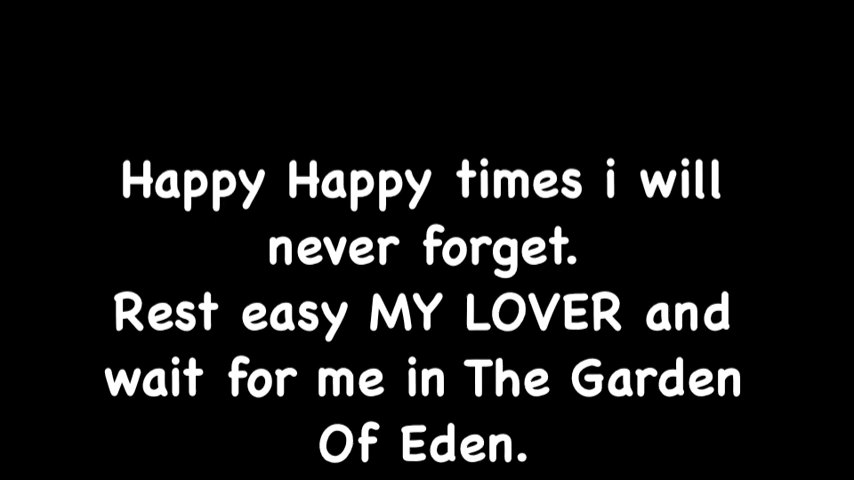 Happy Happy times i will
never forget.
Rest easy MY LOVER and
wait for me in The Garden
Of Eden.